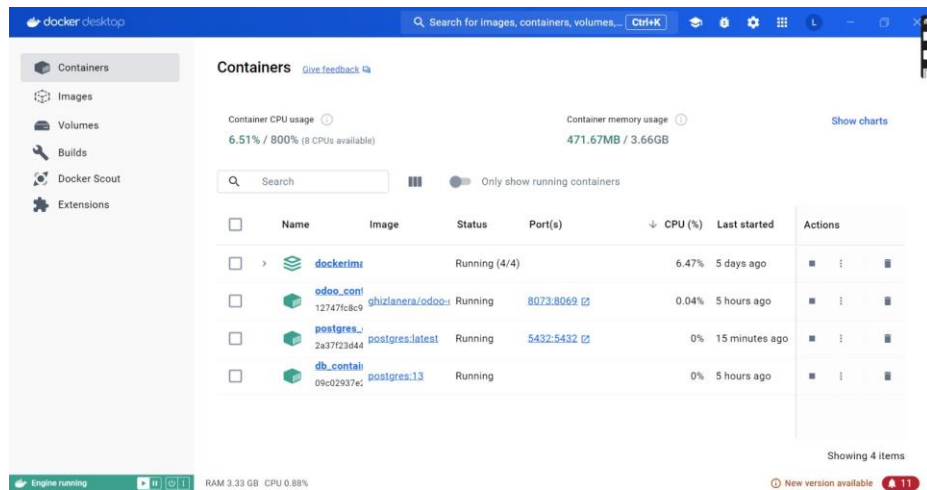 docker desktop
Search for images, containers, volumes,... Ctrl+K
L
Containers
Images
Volumes
Builds
Docker Scout
Extensions
Containers Give feedback
Container CPU usage
6.51% / 800% (8 CPUs available)
Container memory usage
471.67MB / 3.66GB
Show charts
Search
Only show running containers
Name Image Status Port(s) CPU (%) Last started Actions
dockerima Running (4/4) 6.47% 5 days ago
odoo_cont
12747fc8c9 ghizlanera/odoo- Running 8073:8069 0.04% 5 hours ago
postgres_
2a37f23d44 postgres:latest Running 5432:5432 0% 15 minutes ago
db_contai
09c02937e postgres:13 Running 0% 5 hours ago
Showing 4 items
Engine running RAM 3.33 GB CPU 0.88% New version available 11